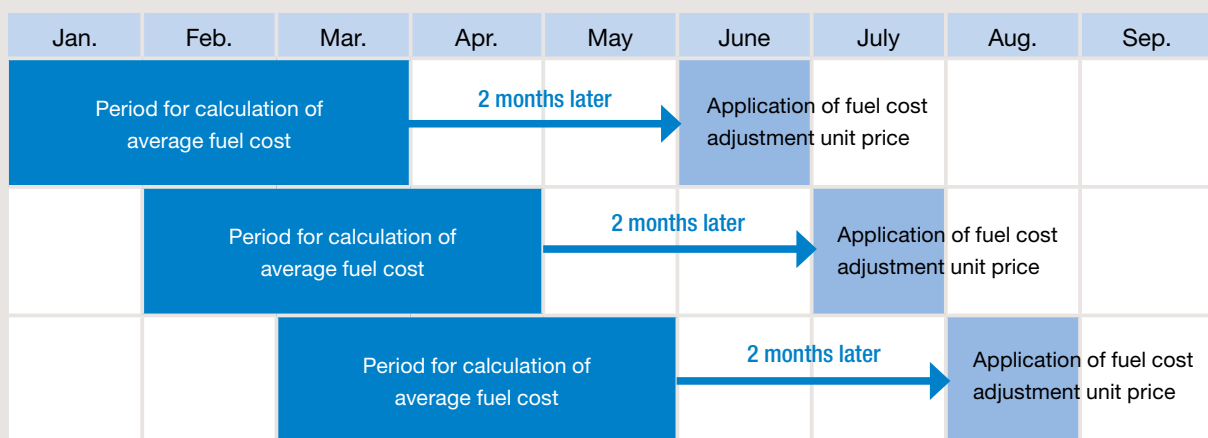 Jan. Feb. Mar. Apr. May June July Aug. Sep.
Period for calculation of
average fuel cost
2 months later
Application of fuel cost
adjustment unit price
Period for calculation of
average fuel cost
2 months later
Application of fuel cost
adjustment unit price
Period for calculation of
average fuel cost
2 months later
Application of fuel cost
adjustment unit price